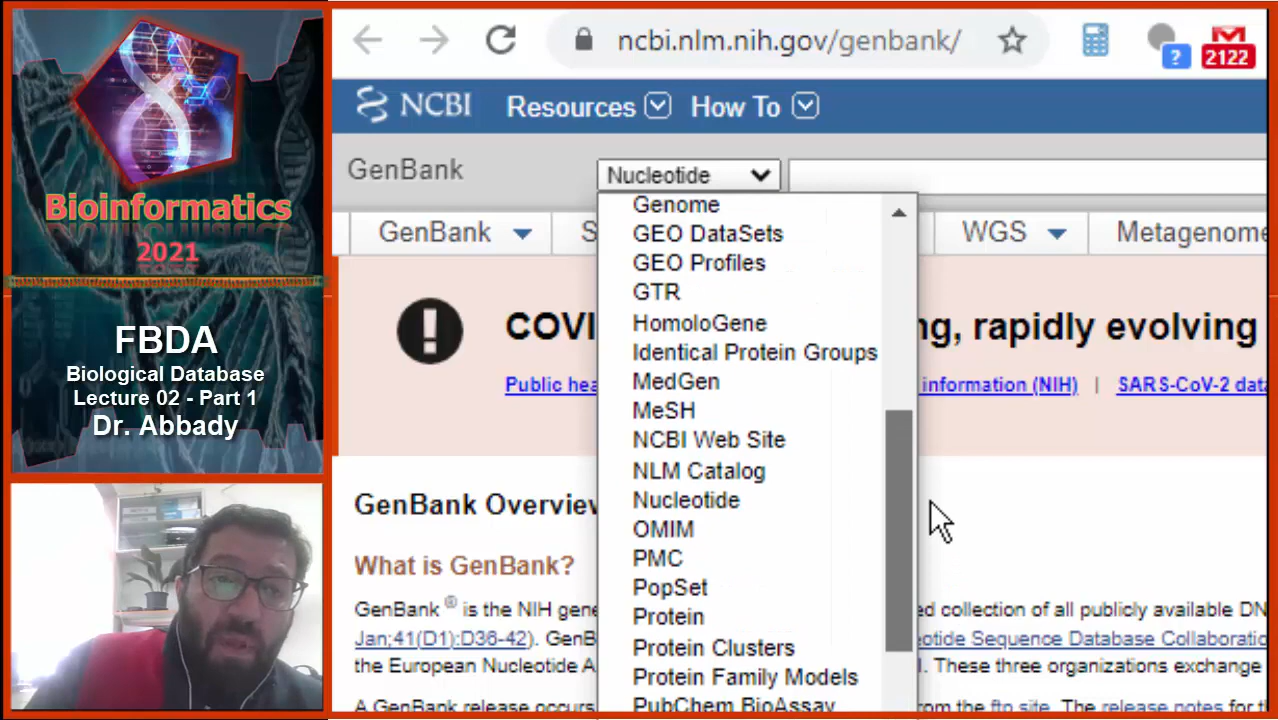 Bioinformatics
2021
FBDA
Biological Database
Lecture 02 - Part 1
Dr. Abbady
ncbi.nlm.nih.gov/genbank/
?
2122
NCBI Resources How To
GenBank Nucleotide
GenBank S WGS Metagenome
Genome
GEO DataSets
GEO Profiles
GTR
HomoloGene
Identical Protein Groups
MedGen
MeSH
NCBI Web Site
NLM Catalog
Nucleotide
OMIM
PMC
PopSet
Protein
Protein Clusters
Protein Family Models
PubChem BioAssay
! COVI ng, rapidly evolving
Public hea information (NIH) | SARS-CoV-2 data
GenBank Overview
What is GenBank?
GenBank ® is the NIH gene ed collection of all publicly available DN
Jan;41(D1):D36-42). GenB otide Sequence Database Collaboratio
the European Nucleotide A I. These three organizations exchange
A GenBank release occurs from the ftp site. The release notes for t